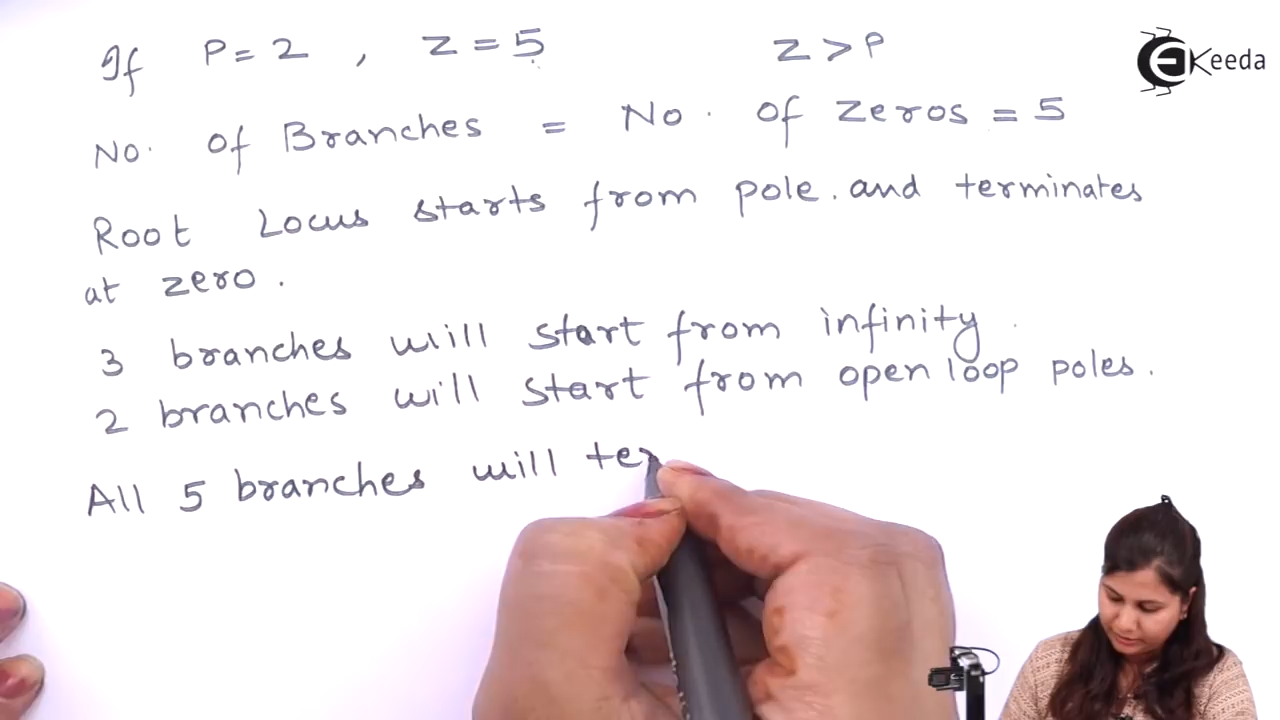 If P = 2 , Z = 5 Z > P
EKeeda
No. of Branches = No. of zeros = 5
Root Locus starts from pole. and terminates
at zero.
3 branches will start from infinity.
2 branches will start from open loop poles.
All 5 branches will ter